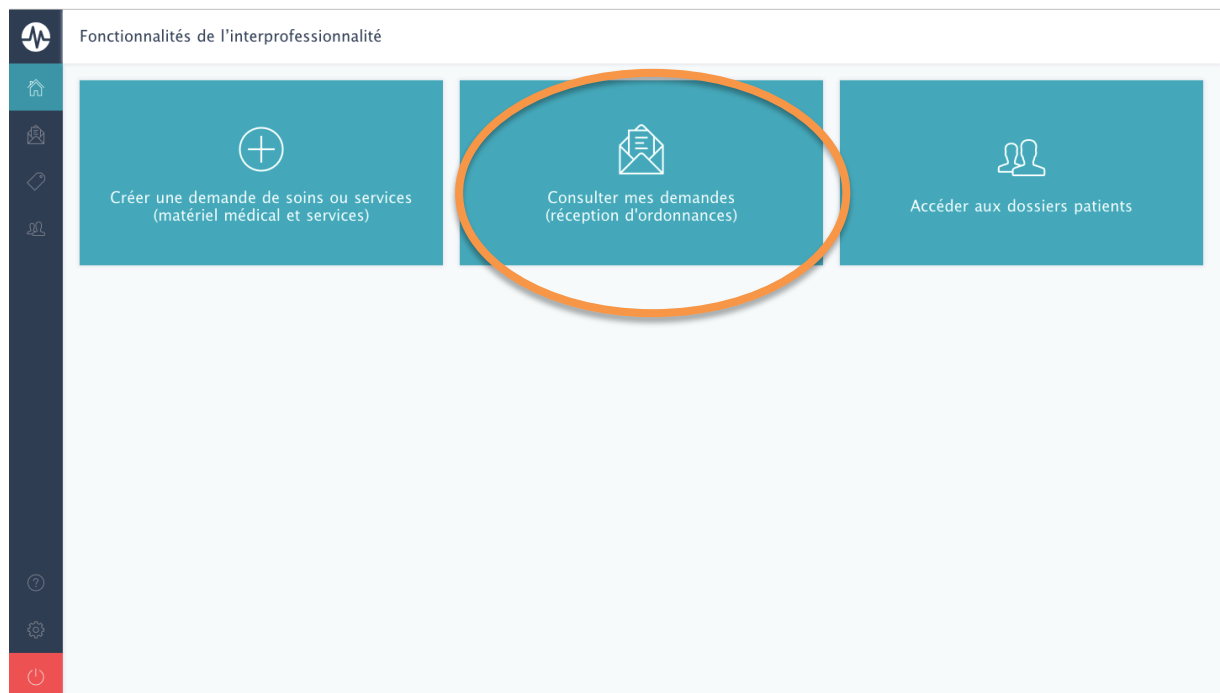 Fonctionnalités de l’interprofessionnalité
Créer une demande de soins ou services
(matériel médical et services)
Consulter mes demandes
(réception d'ordonnances)
Accéder aux dossiers patients